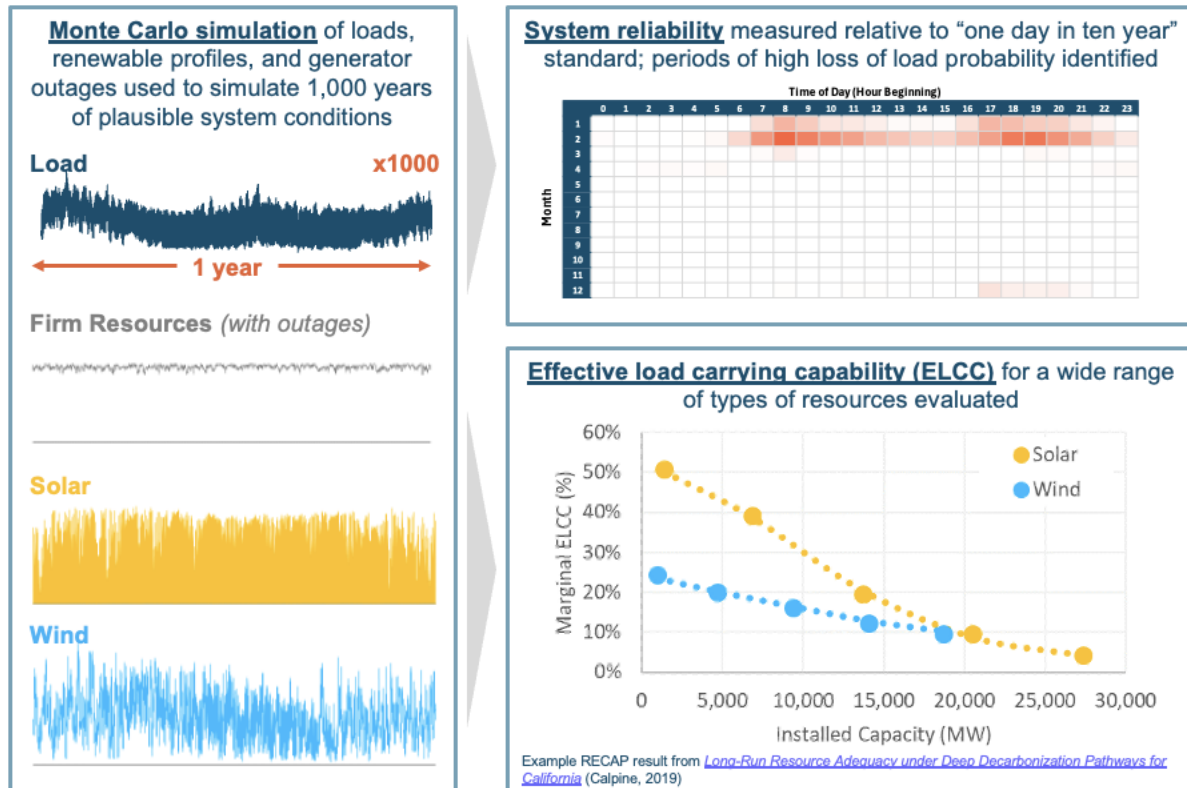 Monte Carlo simulation of loads,
renewable profiles, and generator
outages used to simulate 1,000 years
of plausible system conditions
Load x1000
1 year
Firm Resources (with outages)
Solar
Wind
System reliability measured relative to “one day in ten year”
standard; periods of high loss of load probability identified
Time of Day (Hour Beginning)
0 1 2 3 4 5 6 7 8 9 10 11 12 13 14 15 16 17 18 19 20 21 22 23
Month
1
2
3
4
5
6
7
8
9
10
11
12
Effective load carrying capability (ELCC) for a wide range
of types of resources evaluated
Marginal ELCC (%)
60%
50%
40%
30%
20%
10%
0%
Solar
Wind
0 5,000 10,000 15,000 20,000 25,000 30,000
Installed Capacity (MW)
Example RECAP result from Long-Run Resource Adequacy under Deep Decarbonization Pathways for
California (Calpine, 2019)